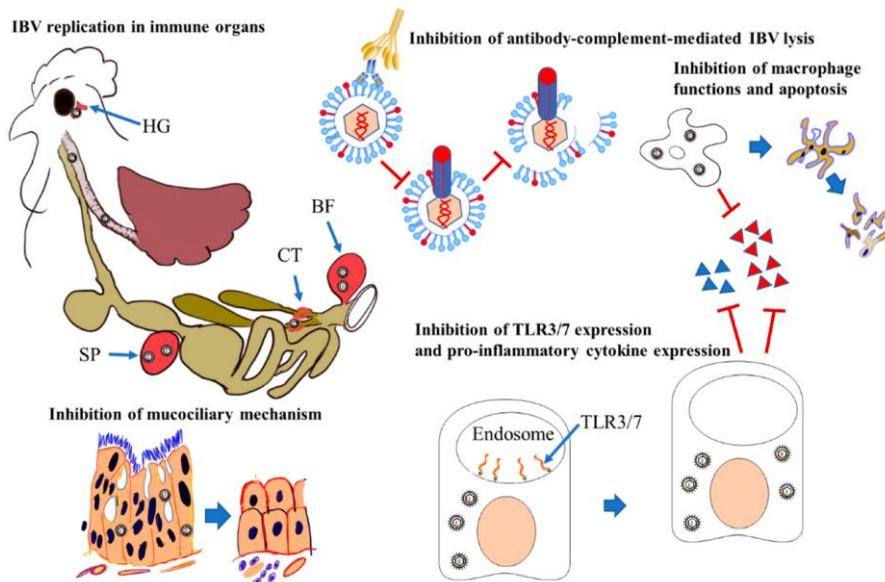 IBV replication in immune organs
HG
BF
CT
SP
Inhibition of mucociliary mechanism
Inhibition of antibody-complement-mediated IBV lysis
Inhibition of macrophage
functions and apoptosis
Inhibition of TLR3/7 expression
and pro-inflammatory cytokine expression
Endosome
TLR3/7